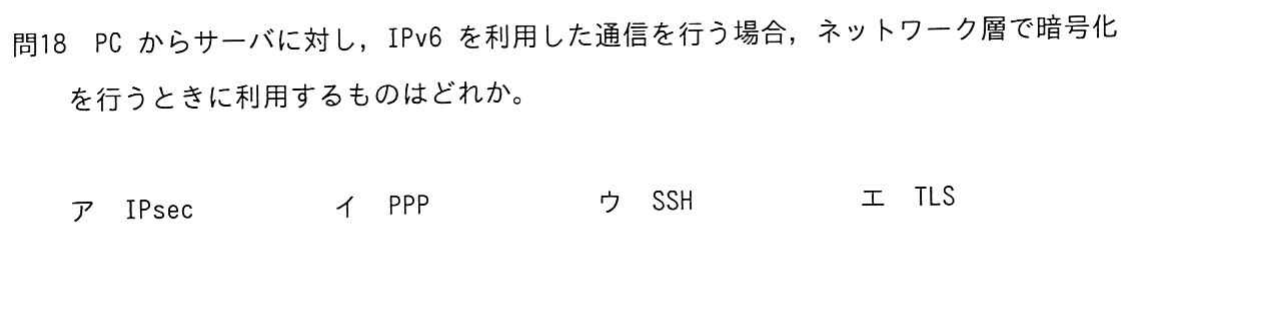 問18 PC からサーバに対し，IPv6 を利用した通信を行う場合，ネットワーク層で暗号化
を行うときに利用するものはどれか。
ア IPsec イ PPP ウ SSH エ TLS